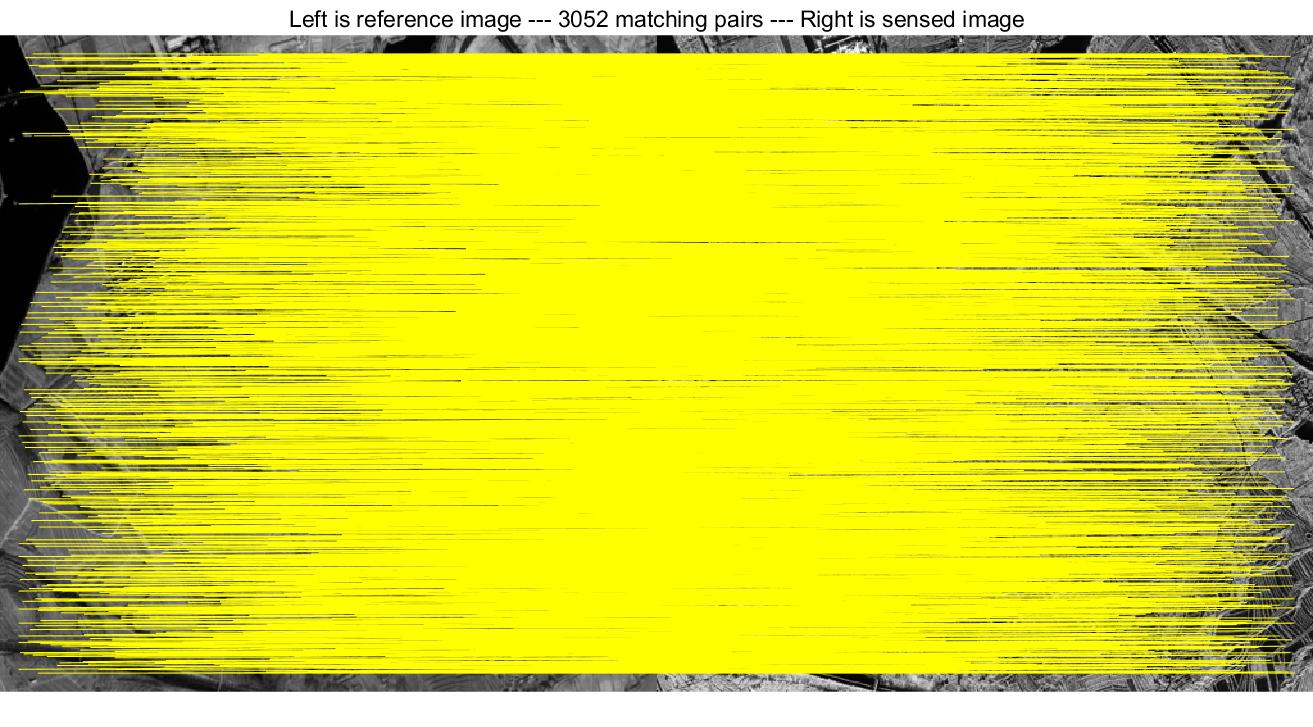 Left is reference image --- 3052 matching pairs --- Right is sensed image